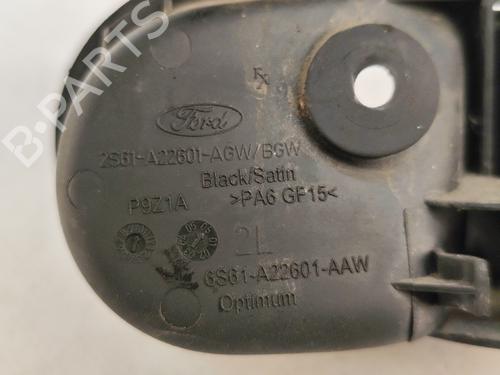 B-Parts
Ford
2S61-A22601-AGW/BGW
Black/Satin
P9Z1A >PA6 GF15<
2L
6S61-A22601-AAW
Optimum